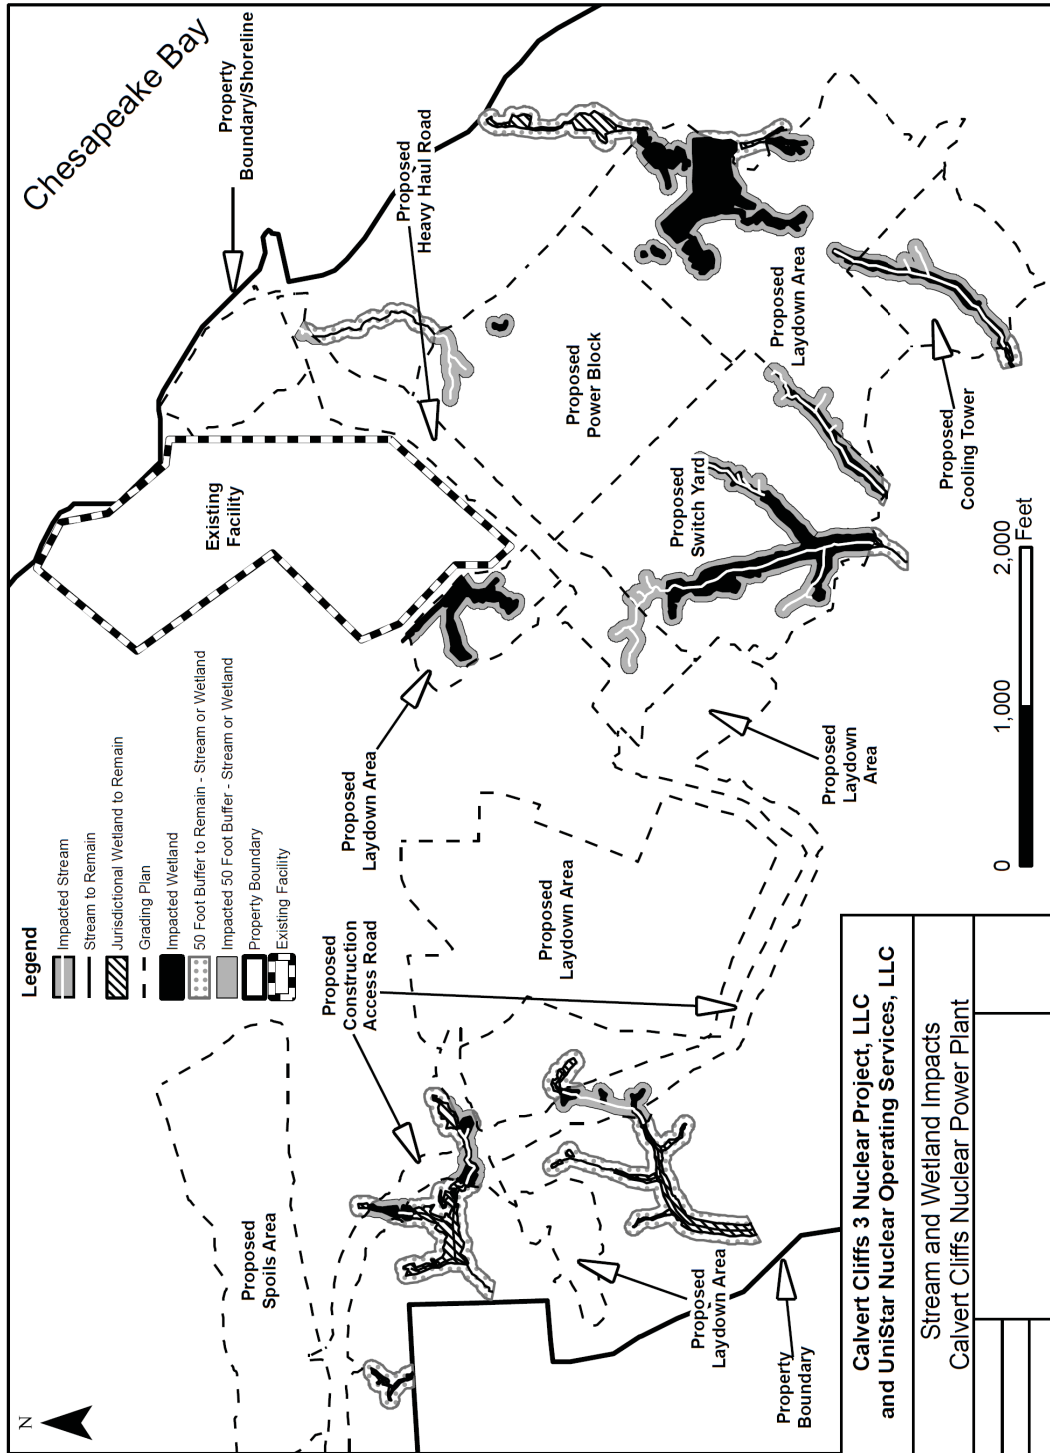 Chesapeake Bay
Property
Boundary/Shoreline
Proposed
Heavy Haul Road
Existing
Facility
Proposed
Power Block
Proposed
Laydown Area
Proposed
Switch Yard
Proposed
Cooling Tower
Proposed
Laydown Area
Proposed
Laydown
Area
Proposed
Laydown Area
Proposed
Construction
Access Road
Proposed
Spoils Area
Proposed
Laydown Area
Property
Boundary
N
Legend
Impacted Stream
Stream to Remain
Jurisdictional Wetland to Remain
Grading Plan
Impacted Wetland
50 Foot Buffer to Remain - Stream or Wetland
Impacted 50 Foot Buffer - Stream or Wetland
Property Boundary
Existing Facility
0 1,000 2,000
Feet
Calvert Cliffs 3 Nuclear Project, LLC
and UniStar Nuclear Operating Services, LLC
Stream and Wetland Impacts
Calvert Cliffs Nuclear Power Plant